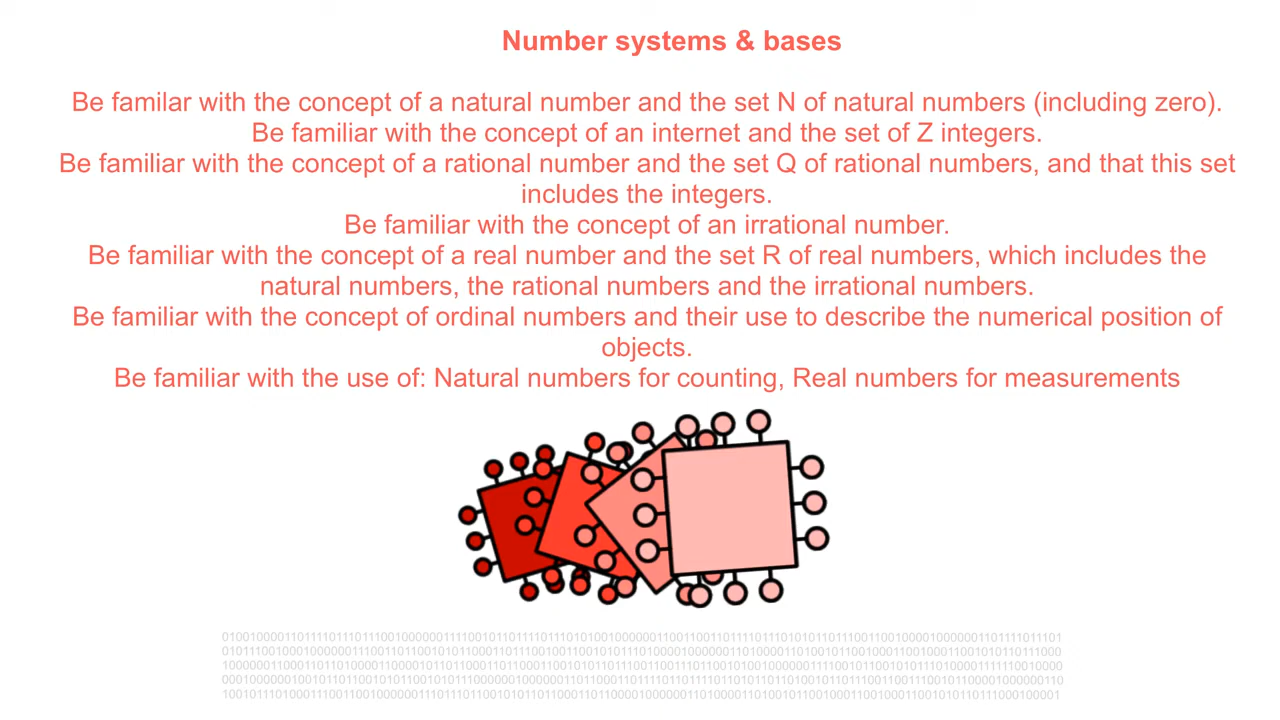 Number systems & bases
Be familar with the concept of a natural number and the set N of natural numbers (including zero).
Be familiar with the concept of an internet and the set of Z integers.
Be familiar with the concept of a rational number and the set Q of rational numbers, and that this set
includes the integers.
Be familiar with the concept of an irrational number.
Be familiar with the concept of a real number and the set R of real numbers, which includes the
natural numbers, the rational numbers and the irrational numbers.
Be familiar with the concept of ordinal numbers and their use to describe the numerical position of
objects.
Be familiar with the use of: Natural numbers for counting, Real numbers for measurements